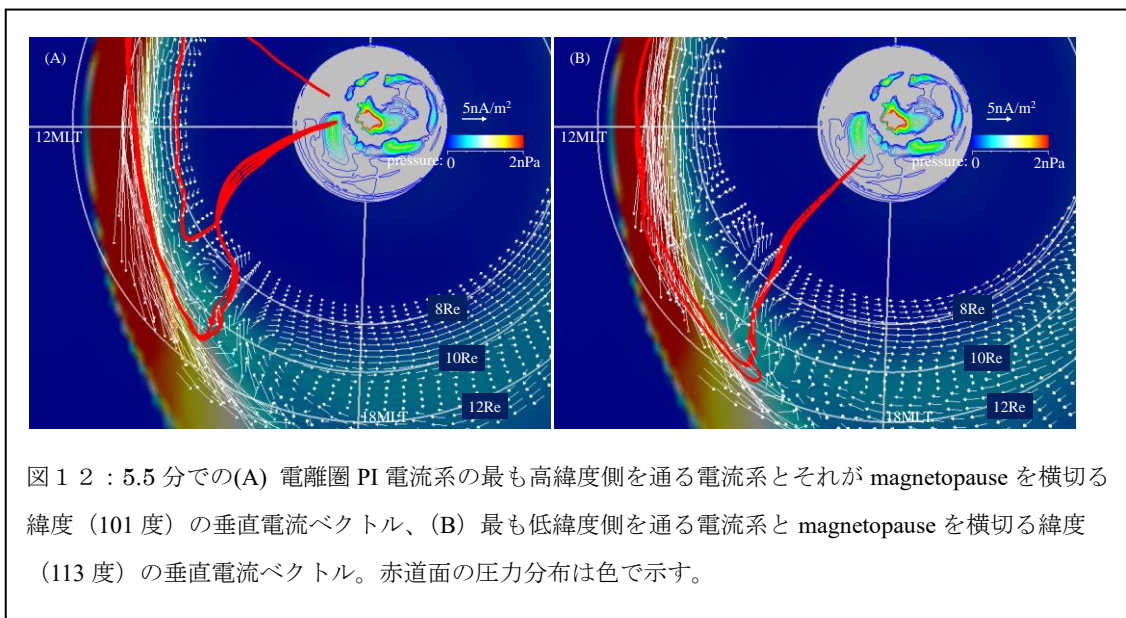 (A)
5nA/m²
12MLT
pressure:
0
2nPa
8Re
10Re
12Re
18MLT
(B)
5nA/m²
12MLT
pressure:
0
2nPa
8Re
10Re
12Re
18MLT
図12：5.5分での(A) 電離圏 PI 電流系の最も高緯度側を通る電流系とそれが magnetopause を横切る
緯度（101 度）の垂直電流ベクトル、(B）最も低緯度側を通る電流系と magnetopause を横切る緯度
（113 度）の垂直電流ベクトル。赤道面の圧力分布は色で示す。